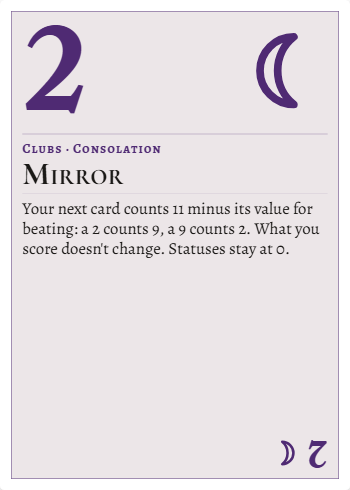 2
Clubs · Consolation
Mirror
Your next card counts 11 minus its value for
beating: a 2 counts 9, a 9 counts 2. What you
score doesn't change. Statuses stay at 0.
2